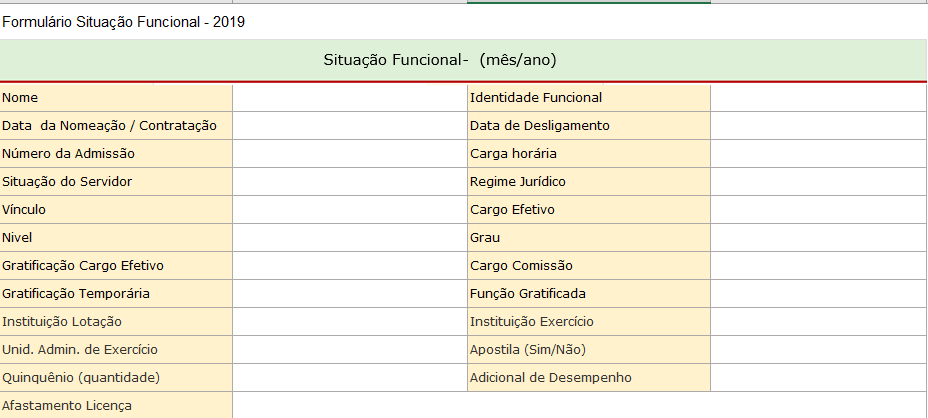 Formulário Situação Funcional - 2019
Situação Funcional-  (mês/ano)
Nome Identidade Funcional
Data  da Nomeação / Contratação Data de Desligamento
Número da Admissão Carga horária
Situação do Servidor Regime Jurídico
Vínculo Cargo Efetivo
Nivel Grau
Gratificação Cargo Efetivo Cargo Comissão
Gratificação Temporária Função Gratificada
Instituição Lotação Instituição Exercício
Unid. Admin. de Exercício Apostila (Sim/Não)
Quinquênio (quantidade) Adicional de Desempenho
Afastamento Licença